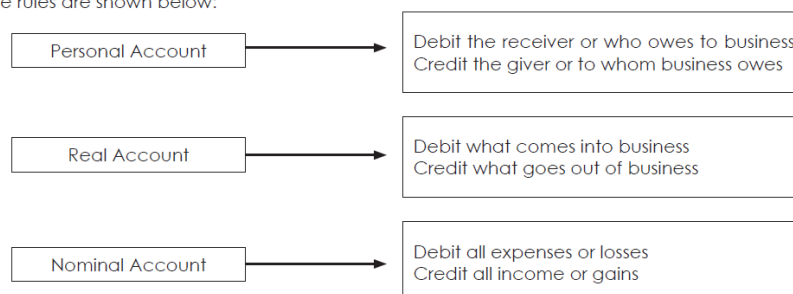 rules are shown below:
Personal Account
Debit the receiver or who owes to business
Credit the giver or to whom business owes
Real Account
Debit what comes into business
Credit what goes out of business
Nominal Account
Debit all expenses or losses
Credit all income or gains